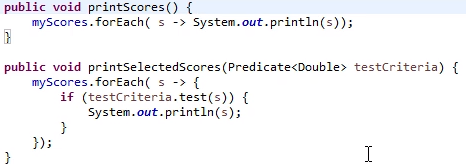 public void printScores() {
    myScores.forEach( s -> System.out.println(s));
}
public void printSelectedScores(Predicate<Double> testCriteria) {
    myScores.forEach( s -> {
        if (testCriteria.test(s)) {
            System.out.println(s);
        }
    });
}